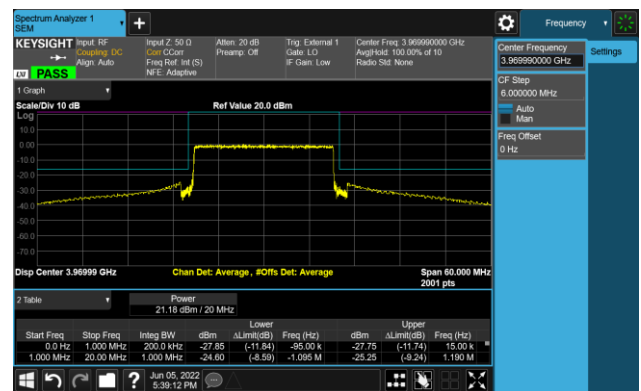 Spectrum Analyzer 1
SEM
Frequency
KEYSIGHT
Input: RF
Coupling: DC
Align: Auto
Input Z: 50 Ω
Corr CCorr
Freq Ref: Int (S)
NFE: Adaptive
Atten: 20 dB
Preamp: Off
Trig: External 1
Gate: LO
IF Gain: Low
Center Freq: 3.969990000 GHz
Avg|Hold: 100.00% of 10
Radio Std: None
LXI
PASS
Center Frequency
3.969990000 GHz
Settings
CF Step
6.000000 MHz
Auto
Man
Freq Offset
0 Hz
1 Graph
Scale/Div 10 dB
Ref Value 20.0 dBm
Log
10.0
0.00
-10.0
-20.0
-30.0
-40.0
-50.0
-60.0
-70.0
Disp Center 3.96999 GHz
Chan Det: Average, #Offs Det: Average
Span 60.000 MHz
2001 pts
2 Table
Power
21.18 dBm / 20 MHz
Lower Upper
Start Freq Stop Freq Integ BW dBm ΔLimit(dB) Freq (Hz) dBm ΔLimit(dB) Freq (Hz)
0.0 Hz 1.000 MHz 200.0 kHz -27.85 (-11.84) -95.00 k -27.75 (-11.74) 15.00 k
1.000 MHz 20.00 MHz 1.000 MHz -24.60 (-8.59) -1.095 M -25.25 (-9.24) 1.190 M
Jun 05, 2022
5:39:12 PM